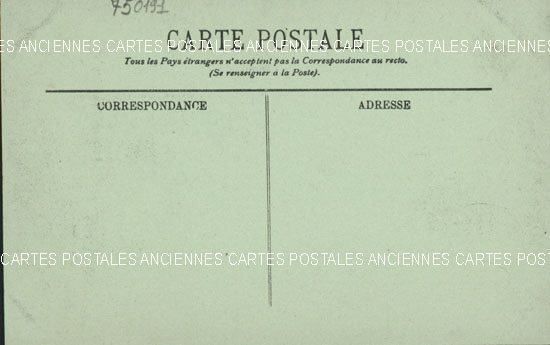 750191
CARTE POSTALE
ES ANCIENNES CARTES POSTALES ANCIENNES CARTES POSTALES ANCIENNES
Tous les Pays étrangers n'acceptent pas la Correspondance au recto.
(Se renseigner à la Poste).
CORRESPONDANCE
ADRESSE
CARTES POSTALES ANCIENNES CARTES POSTALES ANCIENNES CARTES POST